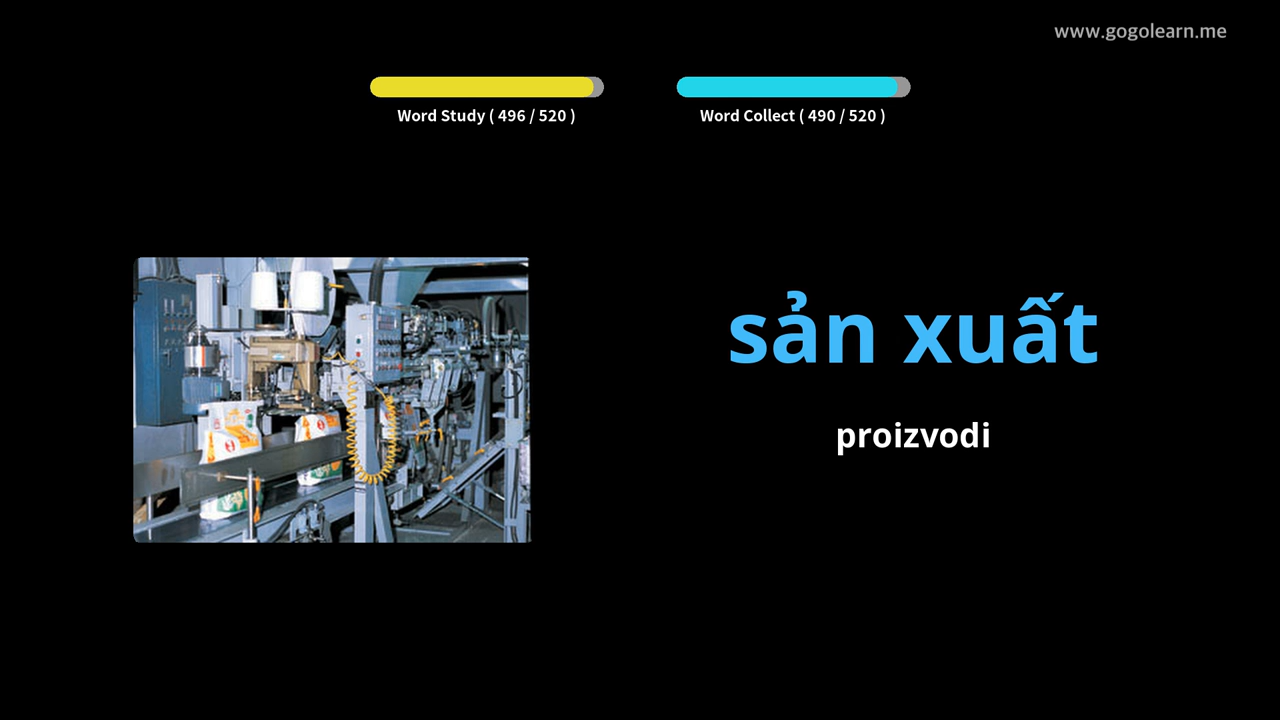 www.gogolearn.me
Word Study ( 496 / 520 )
Word Collect ( 490 / 520 )
sản xuất
proizvodi